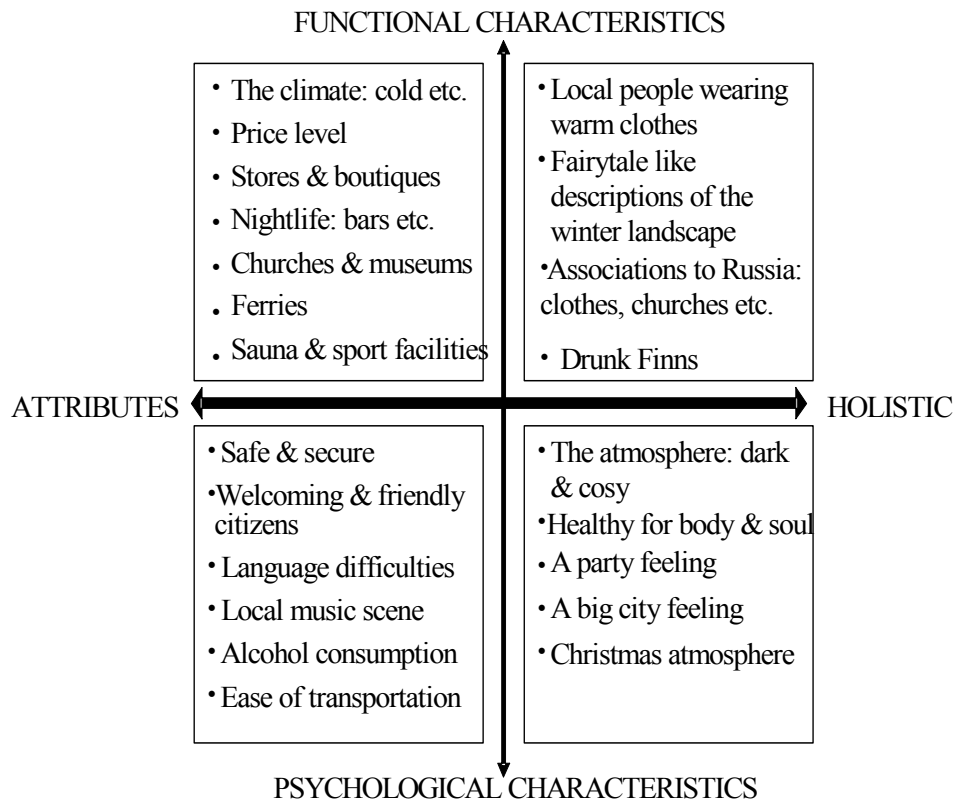 FUNCTIONAL CHARACTERISTICS
• The climate: cold etc.
• Price level
• Stores & boutiques
• Nightlife: bars etc.
• Churches & museums
• Ferries
• Sauna & sport facilities
• Local people wearing
warm clothes
• Fairytale like
descriptions of the
winter landscape
•Associations to Russia:
clothes, churches etc.
• Drunk Finns
ATTRIBUTES
HOLISTIC
• Safe & secure
•Welcoming & friendly
citizens
• Language difficulties
• Local music scene
• Alcohol consumption
• Ease of transportation
• The atmosphere: dark
& cosy
•Healthy for body & soul
• A party feeling
• A big city feeling
• Christmas atmosphere
PSYCHOLOGICAL CHARACTERISTICS